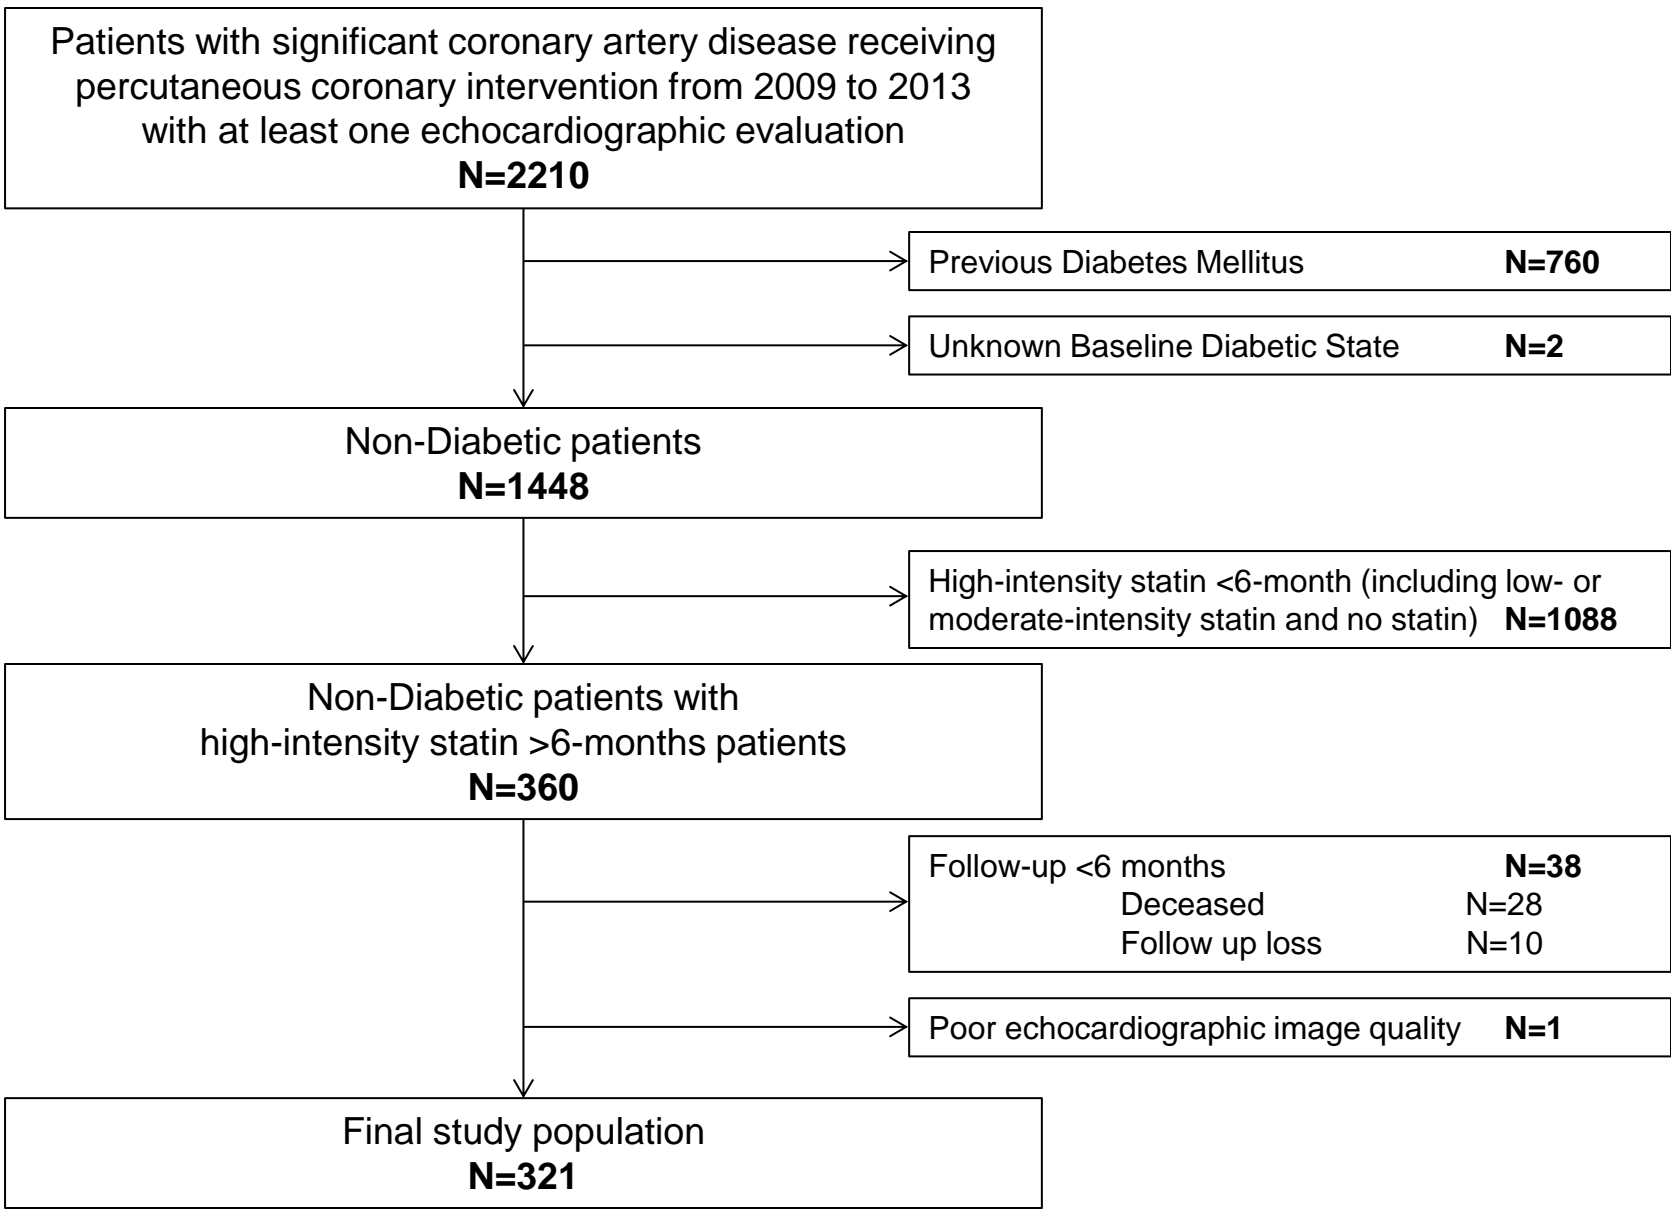 Patients with significant coronary artery disease receiving
percutaneous coronary intervention from 2009 to 2013
with at least one echocardiographic evaluation
N=2210
Previous Diabetes Mellitus N=760
Unknown Baseline Diabetic State N=2
Non-Diabetic patients
N=1448
High-intensity statin <6-month (including low- or
moderate-intensity statin and no statin) N=1088
Non-Diabetic patients with
high-intensity statin >6-months patients
N=360
Follow-up <6 months N=38
Deceased N=28
Follow up loss N=10
Poor echocardiographic image quality N=1
Final study population
N=321